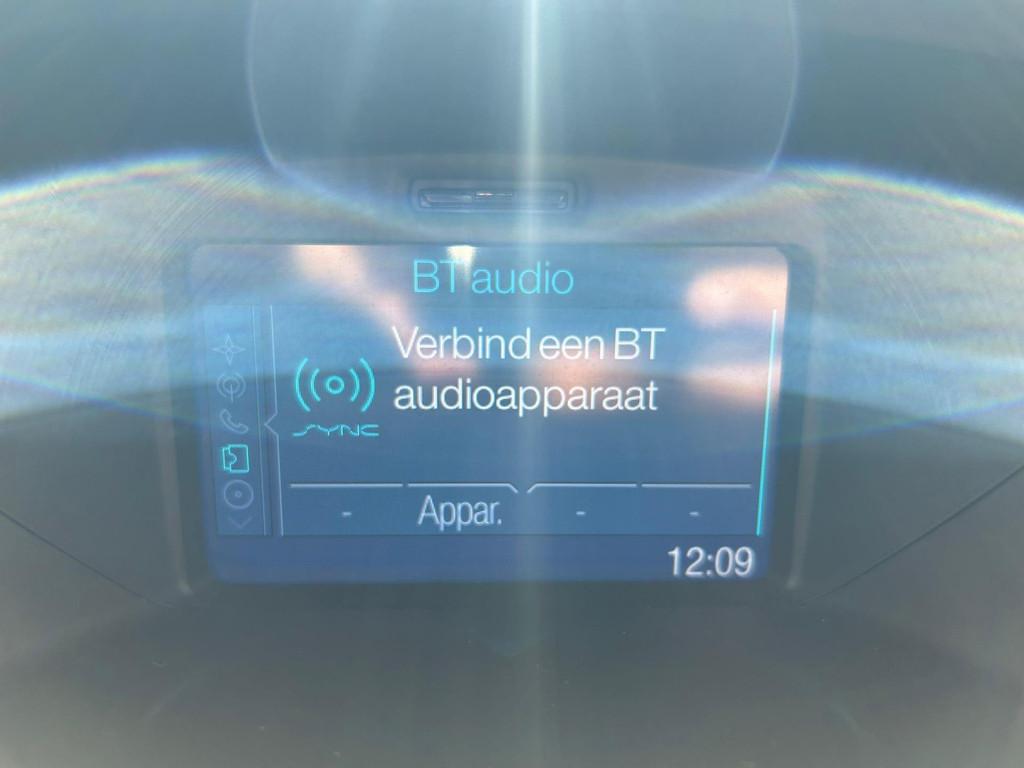 BT audio
Verbind een BT
audioapparaat
SYNC
- Appar. - -
12:09